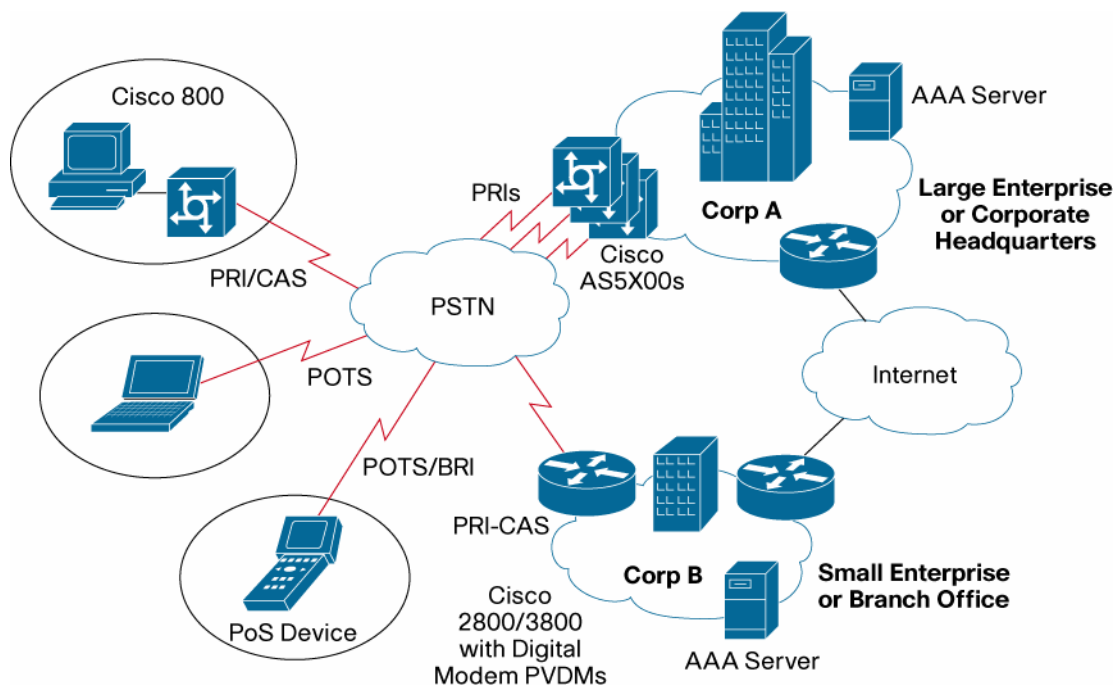 Cisco 800
AAA Server
PRIs
Corp A
Large Enterprise
or Corporate
Headquarters
Cisco
AS5X00s
PRI/CAS
PSTN
POTS
Internet
POTS/BRI
PRI-CAS
Corp B
Small Enterprise
or Branch Office
PoS Device
Cisco
2800/3800
with Digital
Modem PVDMs
AAA Server